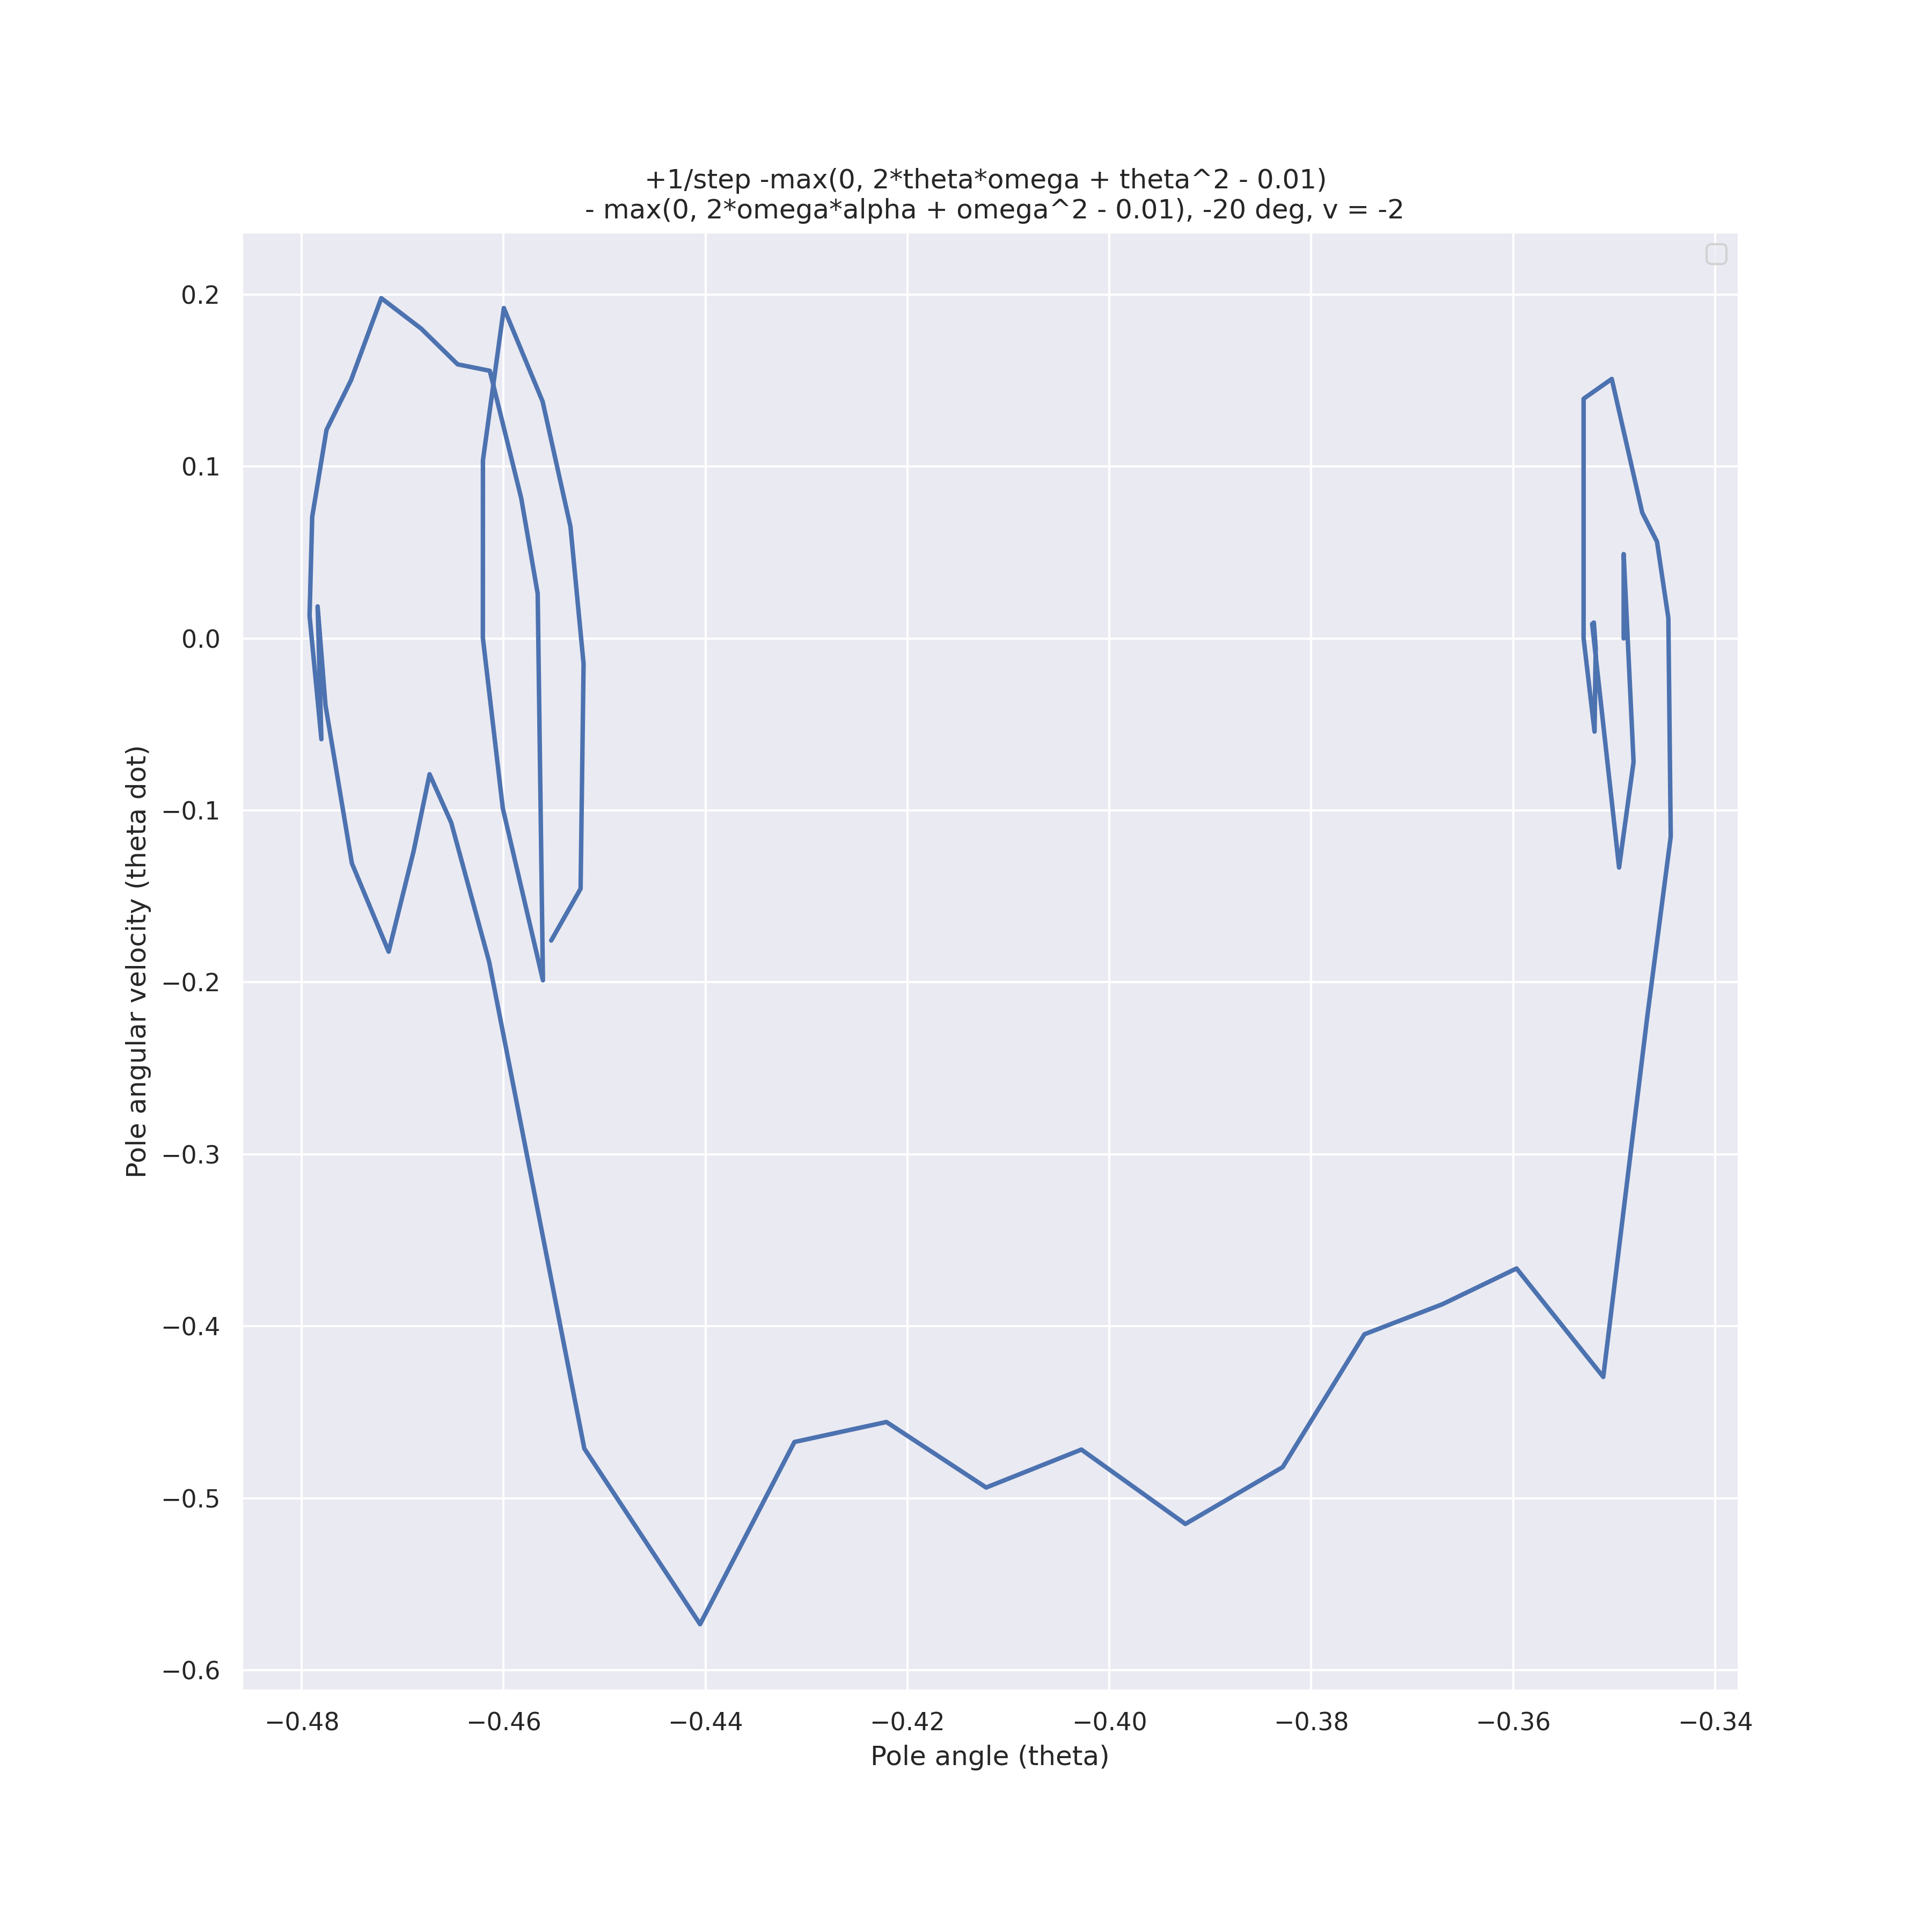 +1/step -max(0, 2*theta*omega + theta^2 - 0.01)
- max(0, 2*omega*alpha + omega^2 - 0.01), -20 deg, v = -2
0.2
0.1
0.0
−0.1
−0.2
−0.3
−0.4
−0.5
−0.6
Pole angular velocity (theta dot)
−0.48 −0.46 −0.44 −0.42 −0.40 −0.38 −0.36 −0.34
Pole angle (theta)